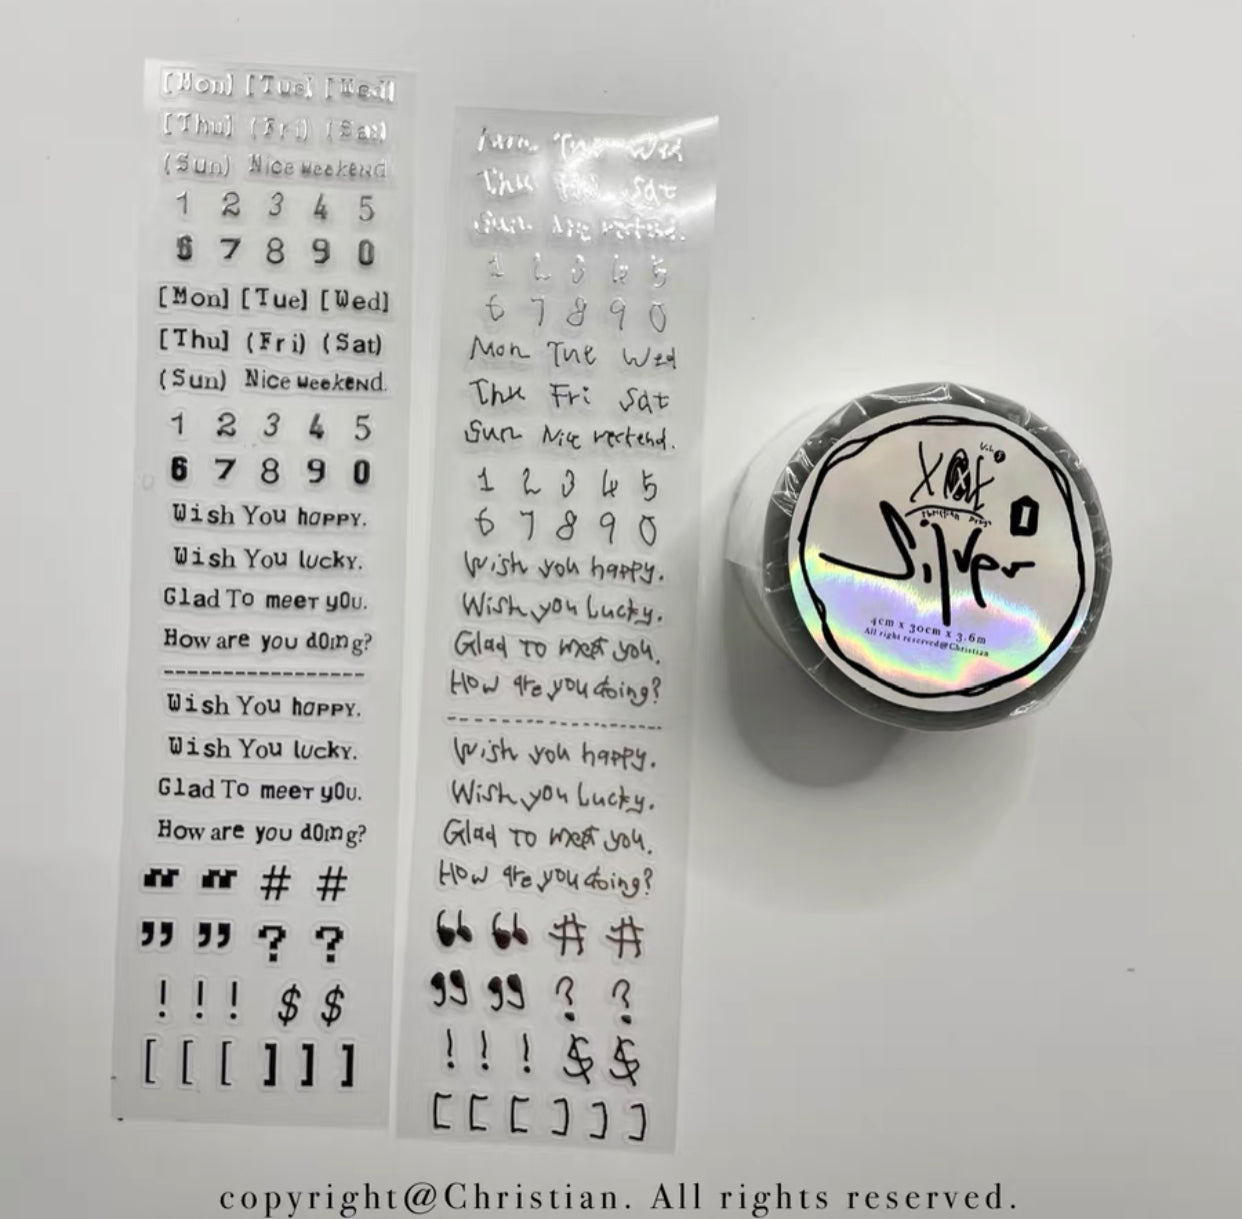 [Mon] [Tue] [Wed]
[Thu] (Fri) (Sat)
(Sun) Nice weekend
1 2 3 4 5
6 7 8 9 0
[Mon] [Tue] [Wed]
[Thu] (Fri) (Sat)
(Sun) Nice weekend.
1 2 3 4 5
6 7 8 9 0
Wish You happy.
Wish You lucky.
Glad To meet yOu.
How are you dOing?
Wish You happy.
Wish You lucky.
Glad To meet yOu.
How are you dOing?
“ “ # #
” ” ? ?
! ! ! $ $
[ [ [ ] ] ]
Mon Tue Wed
Thu Fri Sat
Sun Nice
1 2 3 4 5
6 7 8 9 0
Mon Tue Wed
Thu Fri Sat
Sun Nice
1 2 3 4 5
6 7 8 9 0
Wish you happy.
Wish you Lucky.
Glad To meet you.
How are you doing?
Wish you happy.
Wish you Lucky.
Glad To meet you.
How are you doing?
“ “ # #
” ” ? ?
! ! ! $ $
[ [ [ ] ] ]
Silver
4cm x 30cm x 3.6m
All right reserved@Christian
copyright@Christian. All rights reserved.